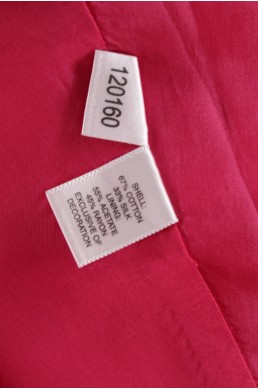 120160
SHELL:
67% COTTON
33% SILK
LINING:
55% ACETATE
45% RAYON
EXCLUSIVE OF
DECORATION